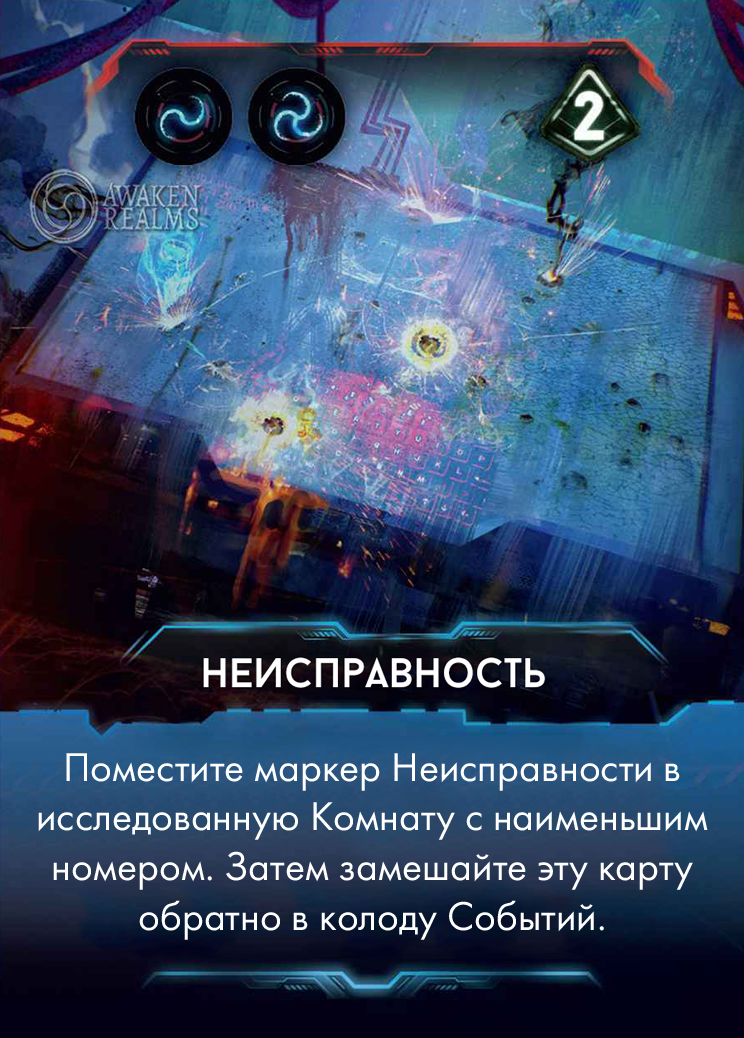 2
AWAKEN
REALMS
НЕИСПРАВНОСТЬ
Поместите маркер Неисправности в
исследованную Комнату с наименьшим
номером. Затем замешайте эту карту
обратно в колоду Событий.